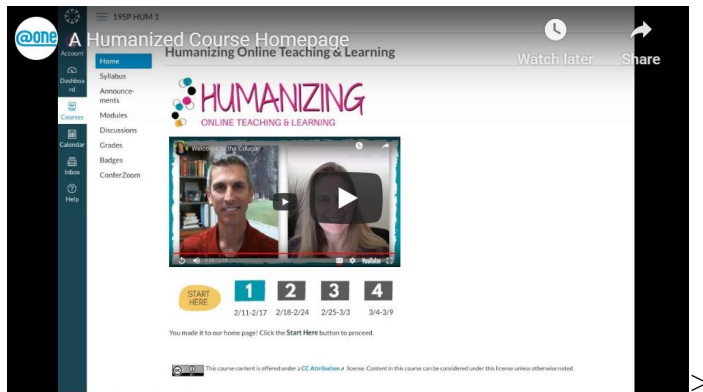 @ONE
A Humanized Course Homepage
Watch later
Share
19SP HUM 1
Account
Dashboa
rd
Courses
Calendar
Inbox
Help
Home
Syllabus
Announce-
ments
Modules
Discussions
Grades
Badges
ConferZoom
Humanizing Online Teaching & Learning
HUMANIZING
ONLINE TEACHING & LEARNING
Welcome to the Course!
YouTube
START
HERE
1 2 3 4
2/11-2/17 2/18-2/24 2/25-3/3 3/4-3/9
You made it to our home page! Click the Start Here button to proceed.
This course content is offered under a CC Attribution license. Content in this course can be considered under this license unless otherwise noted.
>